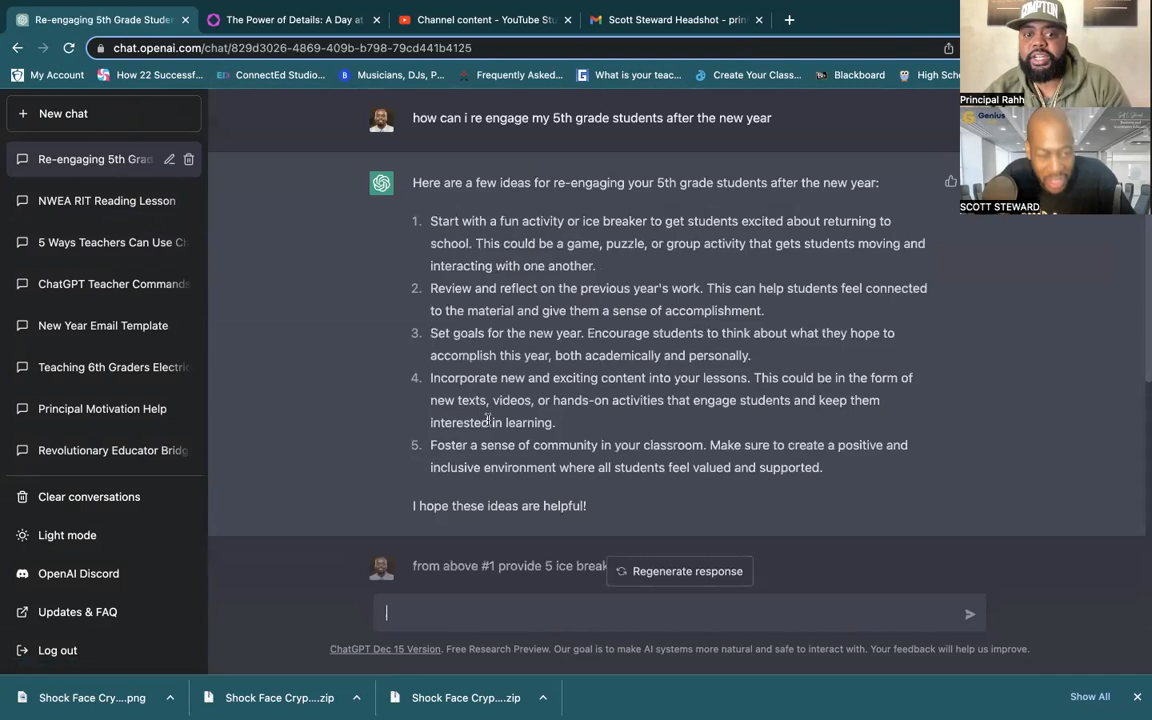 Re-engaging 5th Grade Studen
The Power of Details: A Day at
Channel content - YouTube Stu
Scott Steward Headshot - prin
chat.openai.com/chat/829d3026-4869-409b-b798-79cd441b4125
My Account
How 22 Successf...
ConnectEd Studio...
Musicians, DJs, P...
Frequently Asked...
What is your teac...
Create Your Class...
Blackboard
High Sch
COMPTON
Principal Rahh
Genius
SCOTT STEWARD
New chat
Re-engaging 5th Grad
NWEA RIT Reading Lesson
5 Ways Teachers Can Use C
ChatGPT Teacher Commands
New Year Email Template
Teaching 6th Graders Electri
Principal Motivation Help
Revolutionary Educator Bridg
Clear conversations
Light mode
OpenAI Discord
Updates & FAQ
Log out
how can i re engage my 5th grade students after the new year
Here are a few ideas for re-engaging your 5th grade students after the new year:
1. Start with a fun activity or ice breaker to get students excited about returning to
school. This could be a game, puzzle, or group activity that gets students moving and
interacting with one another.
2. Review and reflect on the previous year's work. This can help students feel connected
to the material and give them a sense of accomplishment.
3. Set goals for the new year. Encourage students to think about what they hope to
accomplish this year, both academically and personally.
4. Incorporate new and exciting content into your lessons. This could be in the form of
new texts, videos, or hands-on activities that engage students and keep them
interested in learning.
5. Foster a sense of community in your classroom. Make sure to create a positive and
inclusive environment where all students feel valued and supported.
I hope these ideas are helpful!
from above #1 provide 5 ice break
Regenerate response
ChatGPT Dec 15 Version. Free Research Preview. Our goal is to make AI systems more natural and safe to interact with. Your feedback will help us improve.
Shock Face Cryp....png
Shock Face Cryp....zip
Shock Face Cryp....zip
Show All